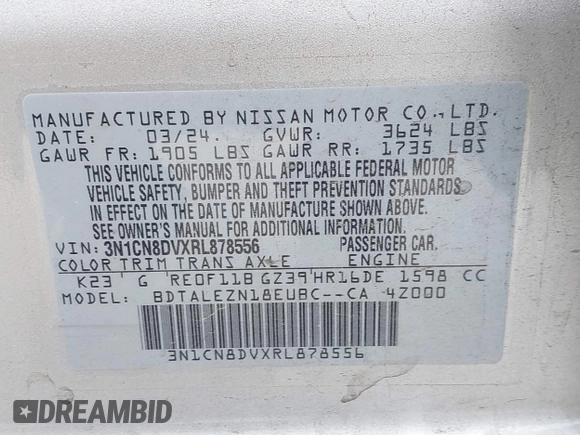 MANUFACTURED BY NISSAN MOTOR CO., LTD.
DATE: 03/24. GVWR: 3624 LBS
GAWR FR: 1905 LBS GAWR RR: 1735 LBS
THIS VEHICLE CONFORMS TO ALL APPLICABLE FEDERAL MOTOR
VEHICLE SAFETY, BUMPER AND THEFT PREVENTION STANDARDS
IN EFFECT ON THE DATE OF MANUFACTURE SHOWN ABOVE.
SEE OWNER'S MANUAL FOR ADDITIONAL INFORMATION.
VIN: 3N1CN8DVXRL878556 PASSENGER CAR.
COLOR TRIM TRANS AXLE ENGINE
K23 G RE0F11B GZ39 HR16DE 1598 CC
MODEL: BDTALEZN18EUBC--CA 4Z000
3N1CN8DVXRL878556
DREAMBID